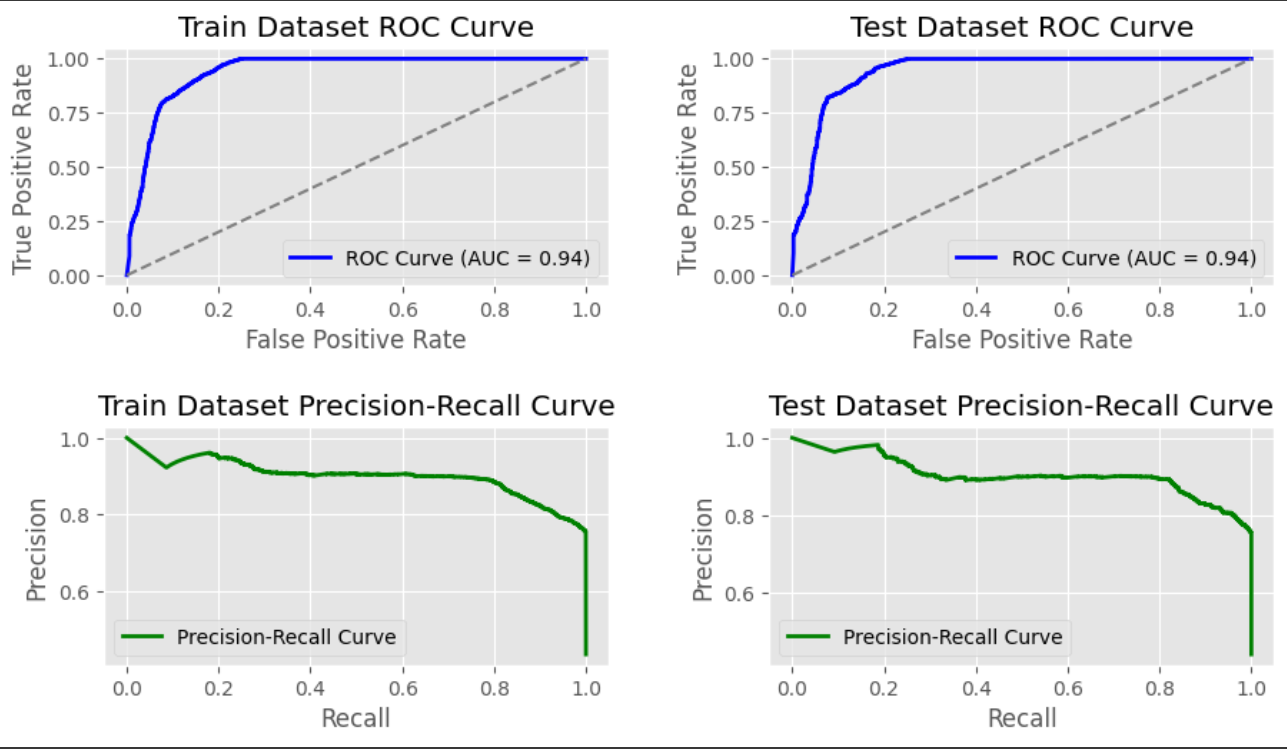 Train Dataset ROC Curve
True Positive Rate
1.00
0.75
0.50
0.25
0.00
ROC Curve (AUC = 0.94)
0.0 0.2 0.4 0.6 0.8 1.0
False Positive Rate
Test Dataset ROC Curve
True Positive Rate
1.00
0.75
0.50
0.25
0.00
ROC Curve (AUC = 0.94)
0.0 0.2 0.4 0.6 0.8 1.0
False Positive Rate
Train Dataset Precision-Recall Curve
Precision
1.0
0.8
0.6
Precision-Recall Curve
0.0 0.2 0.4 0.6 0.8 1.0
Recall
Test Dataset Precision-Recall Curve
Precision
1.0
0.8
0.6
Precision-Recall Curve
0.0 0.2 0.4 0.6 0.8 1.0
Recall